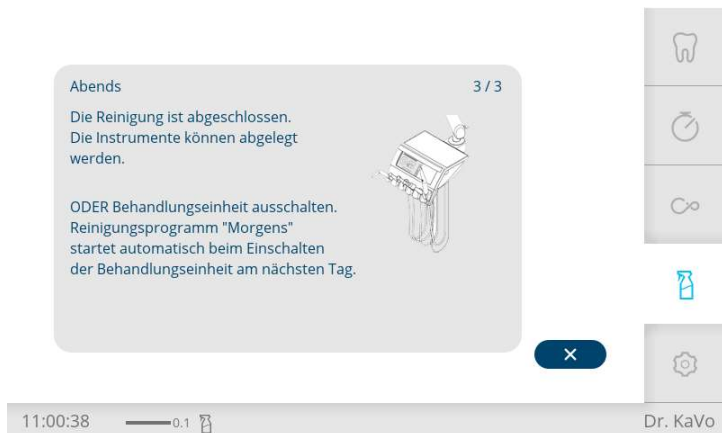 Abends
3 / 3
Die Reinigung ist abgeschlossen.
Die Instrumente können abgelegt
werden.
ODER Behandlungseinheit ausschalten.
Reinigungsprogramm "Morgens"
startet automatisch beim Einschalten
der Behandlungseinheit am nächsten Tag.
11:00:38
0.1
Dr. KaVo